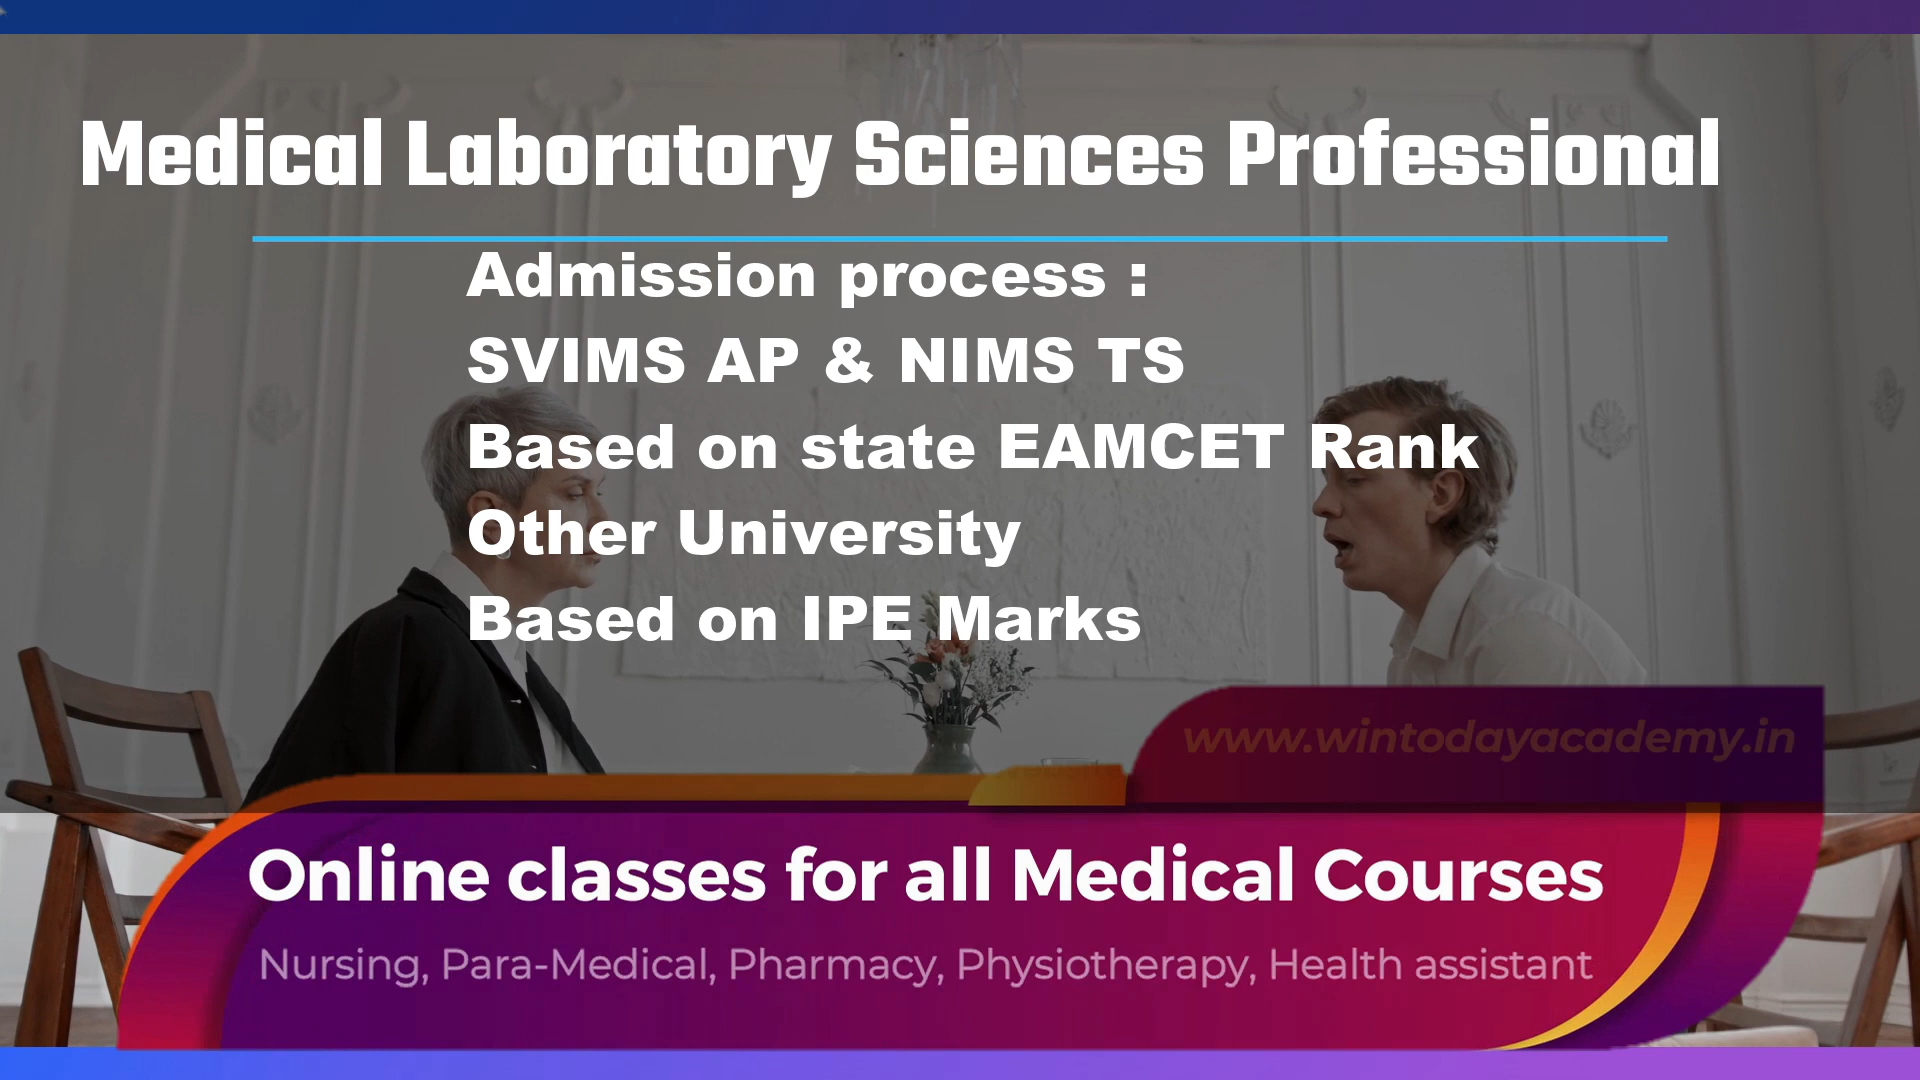 Medical Laboratory Sciences Professional
Admission process :
SVIMS AP & NIMS TS
Based on state EAMCET Rank
Other University
Based on IPE Marks
www.wintodayacademy.in
Online classes for all Medical Courses
Nursing, Para-Medical, Pharmacy, Physiotherapy, Health assistant